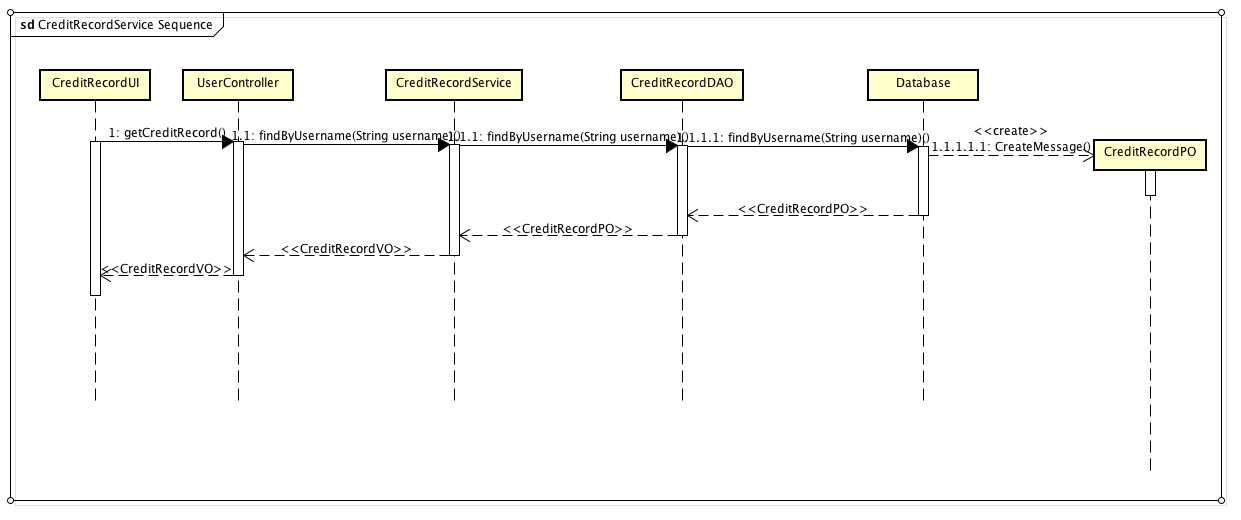 sd CreditRecordService Sequence
CreditRecordUI
UserController
CreditRecordService
CreditRecordDAO
Database
<<create>>
1: getCreditRecord()
1.1: findByUsername(String username)()
1.1.1: findByUsername(String username)()
1.1.1.1: findByUsername(String username)()
1.1.1.1.1: CreateMessage()
CreditRecordPO
<<CreditRecordPO>>
<<CreditRecordPO>>
<<CreditRecordVO>>
<<CreditRecordVO>>